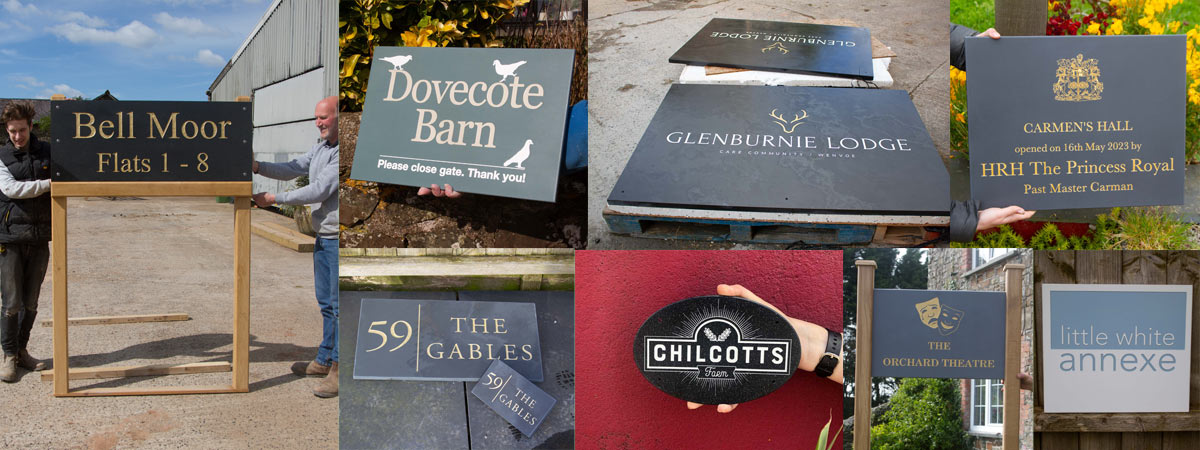 Bell Moor
Flats 1 - 8
Dovecote
Barn
Please close gate. Thank you!
GLENBURNIE LODGE
GLENBURNIE LODGE
CARE COMMUNITY | WENVOE
CARMEN'S HALL
opened on 16th May 2023 by
HRH The Princess Royal
Past Master Carman
59 THE
GABLES
59 THE
GABLES
CHILCOTTS
Farm
THE
ORCHARD THEATRE
little white
annexe